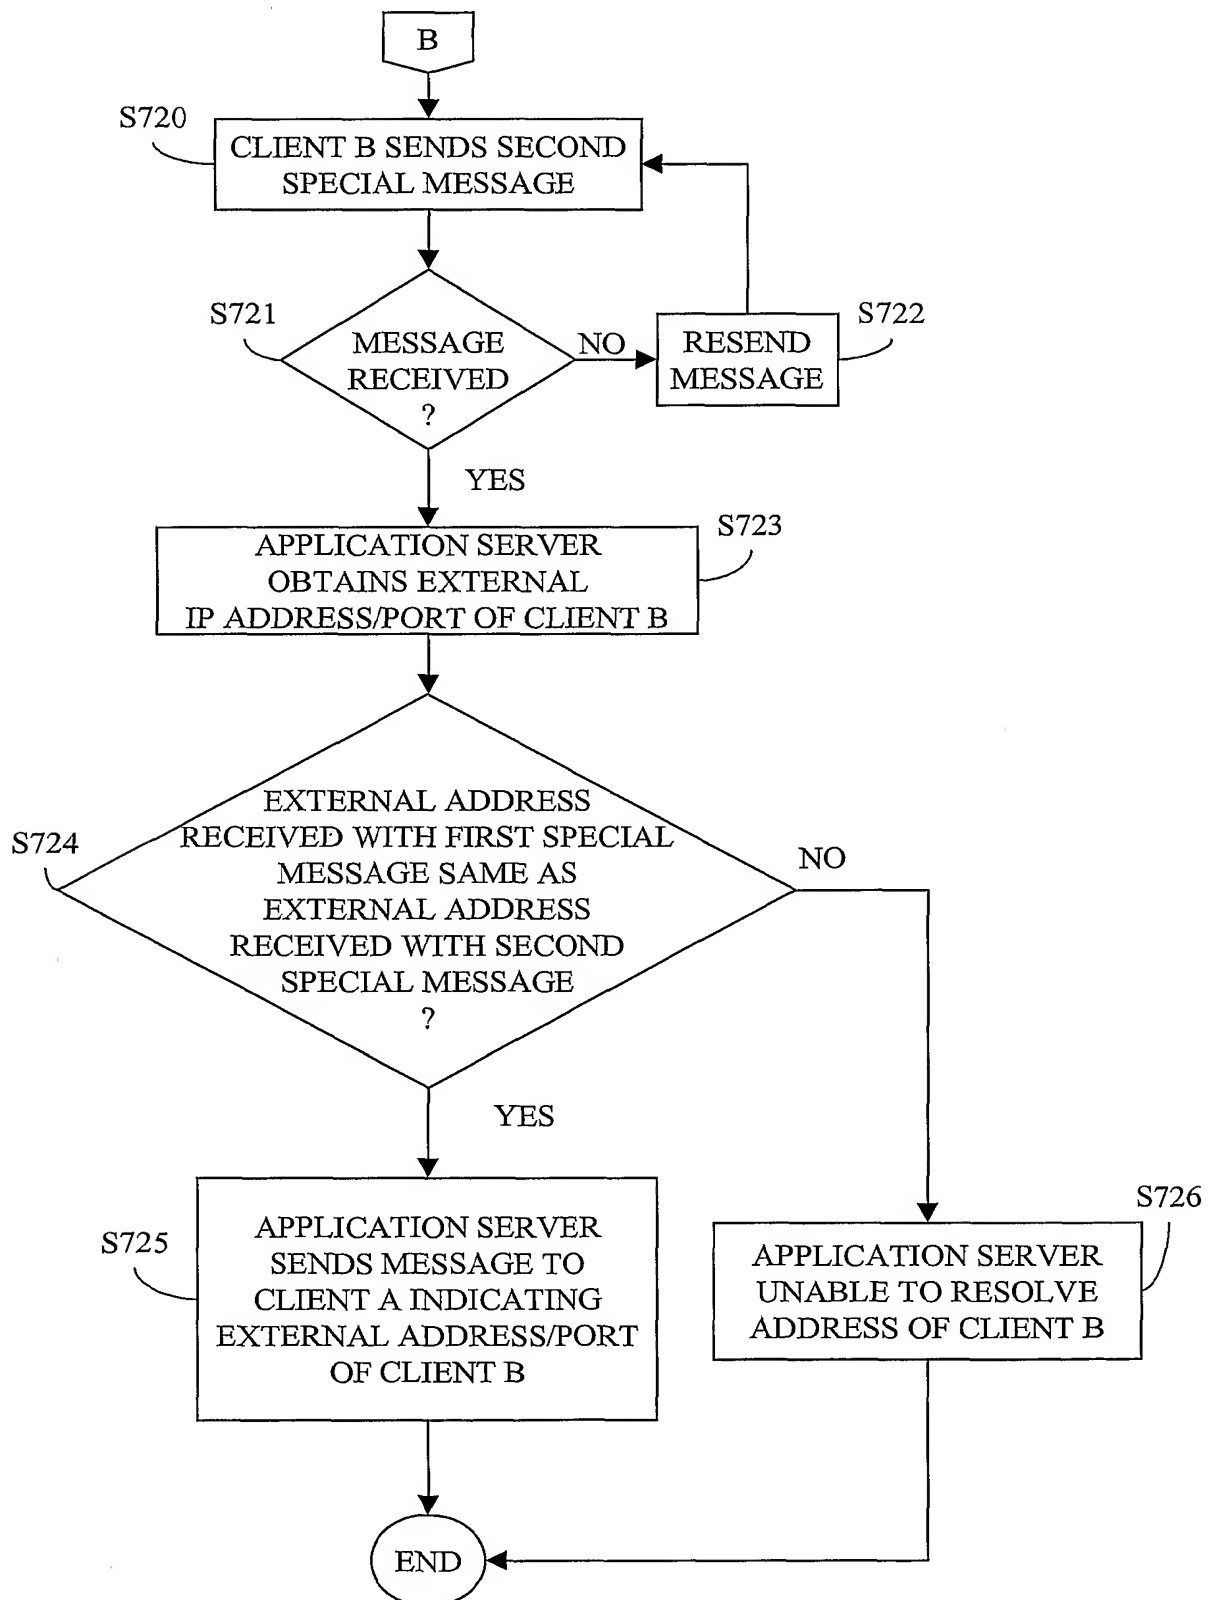 B
S720
CLIENT B SENDS SECOND
SPECIAL MESSAGE
S721
MESSAGE
RECEIVED
?
NO
RESEND
MESSAGE
S722
YES
S723
APPLICATION SERVER
OBTAINS EXTERNAL
IP ADDRESS/PORT OF CLIENT B
S724
EXTERNAL ADDRESS
RECEIVED WITH FIRST SPECIAL
MESSAGE SAME AS
EXTERNAL ADDRESS
RECEIVED WITH SECOND
SPECIAL MESSAGE
?
NO
YES
S725
APPLICATION SERVER
SENDS MESSAGE TO
CLIENT A INDICATING
EXTERNAL ADDRESS/PORT
OF CLIENT B
S726
APPLICATION SERVER
UNABLE TO RESOLVE
ADDRESS OF CLIENT B
END